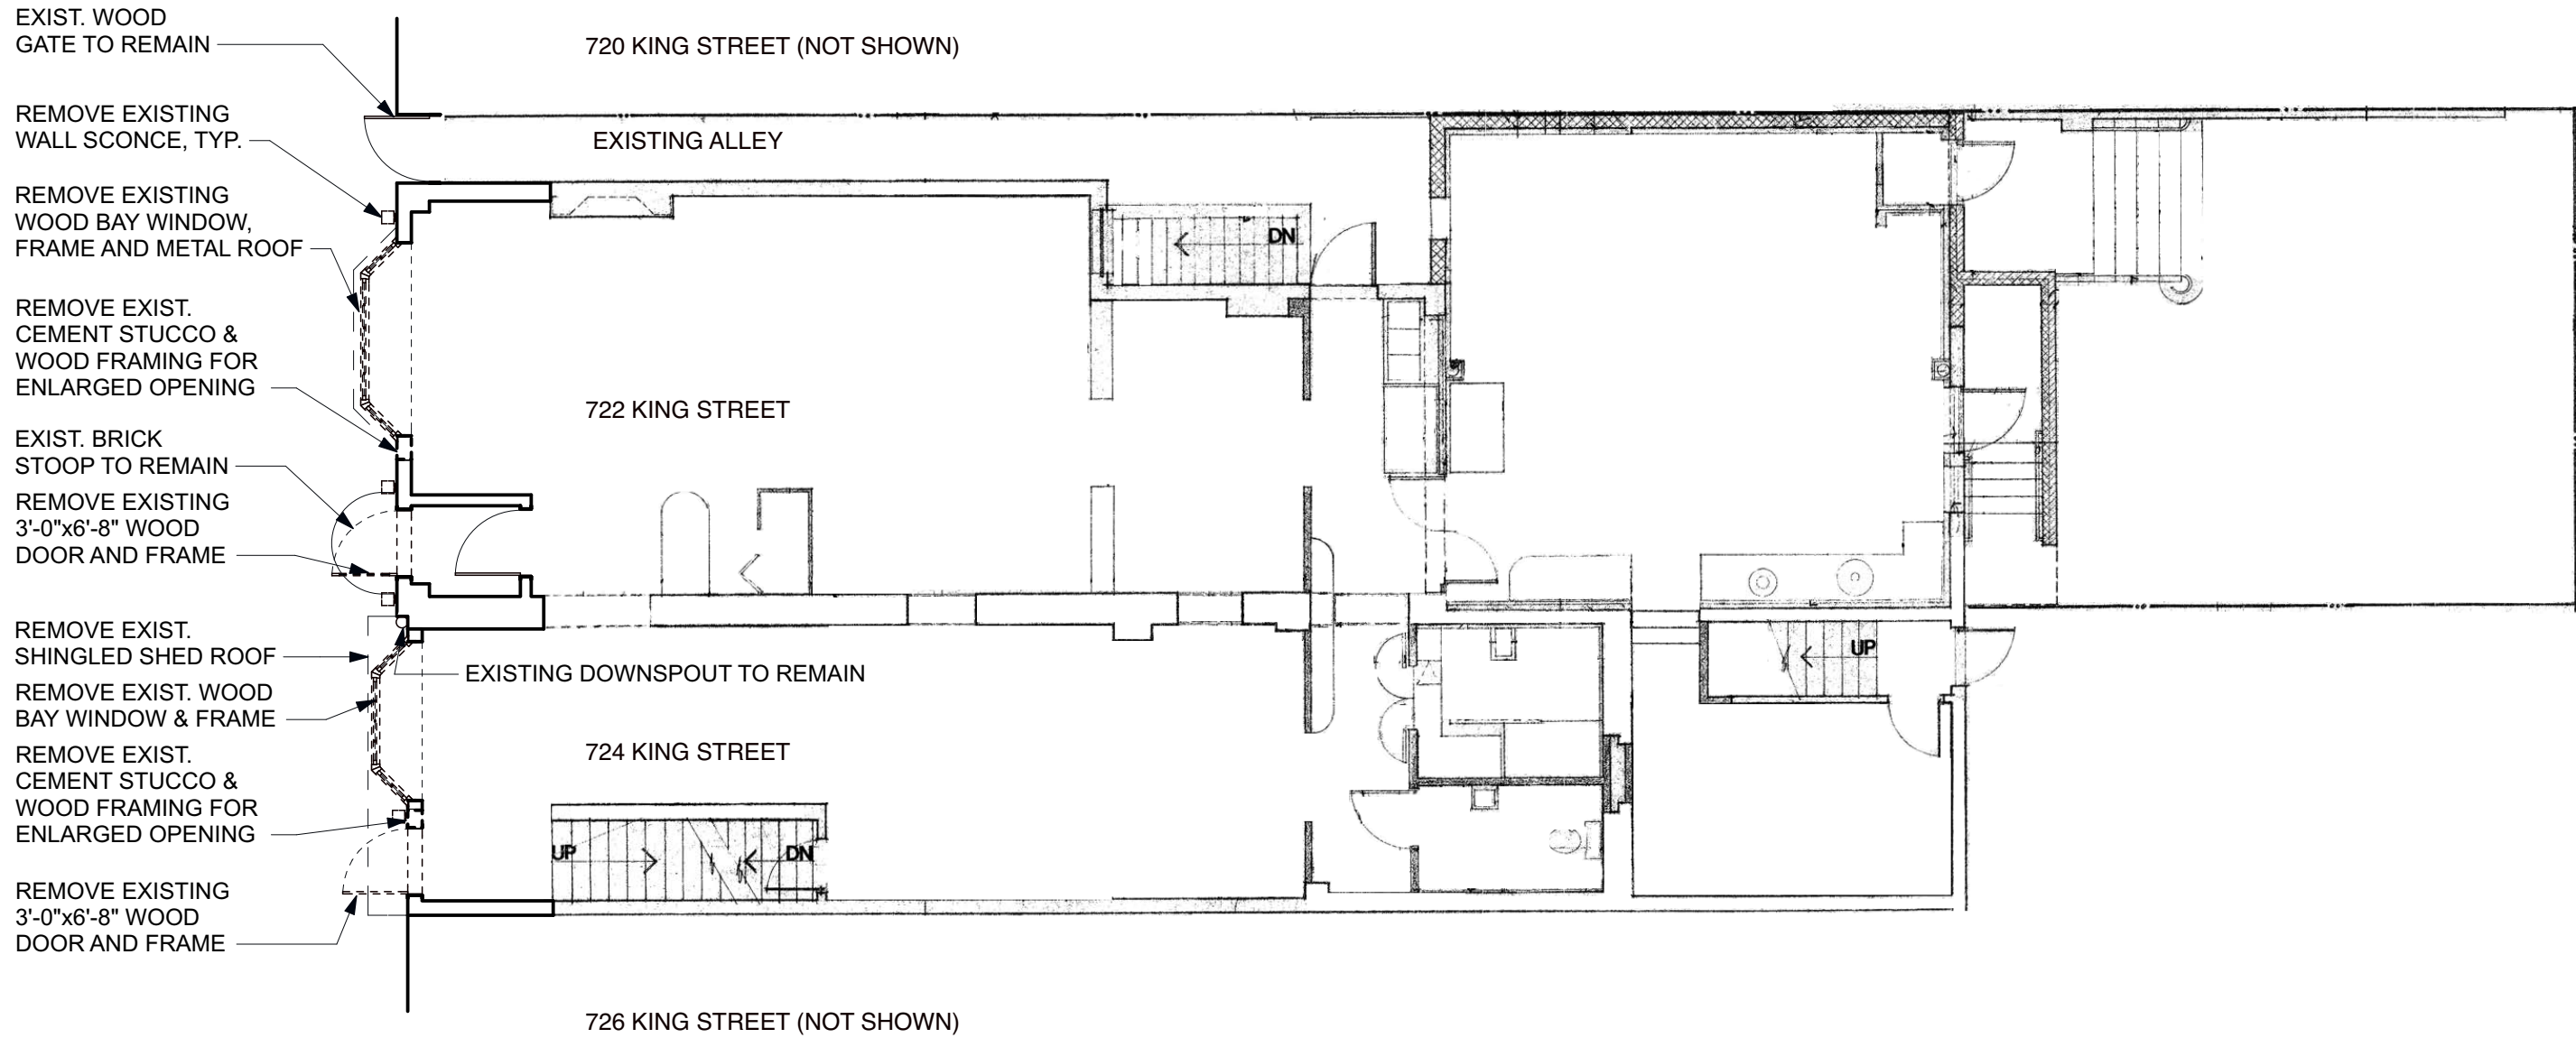 EXIST. WOOD
GATE TO REMAIN
720 KING STREET (NOT SHOWN)
REMOVE EXISTING
WALL SCONCE, TYP.
EXISTING ALLEY
REMOVE EXISTING
WOOD BAY WINDOW,
FRAME AND METAL ROOF
DN
REMOVE EXIST.
CEMENT STUCCO &
WOOD FRAMING FOR
ENLARGED OPENING
722 KING STREET
EXIST. BRICK
STOOP TO REMAIN
REMOVE EXISTING
3'-0"x6'-8" WOOD
DOOR AND FRAME
REMOVE EXIST.
SHINGLED SHED ROOF
EXISTING DOWNSPOUT TO REMAIN
UP
REMOVE EXIST. WOOD
BAY WINDOW & FRAME
724 KING STREET
REMOVE EXIST.
CEMENT STUCCO &
WOOD FRAMING FOR
ENLARGED OPENING
UP
DN
REMOVE EXISTING
3'-0"x6'-8" WOOD
DOOR AND FRAME
726 KING STREET (NOT SHOWN)